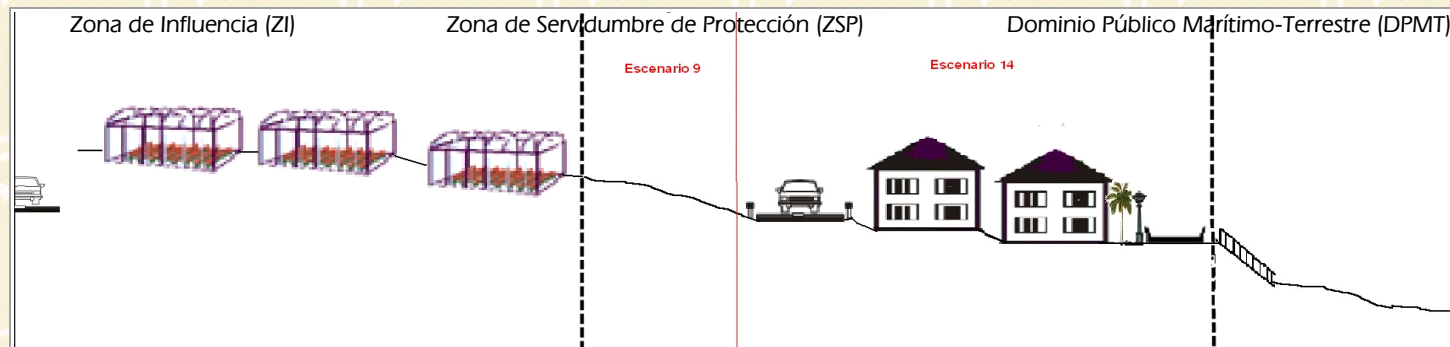 Zona de Influencia (ZI)
Zona de Servidumbre de Protección (ZSP)
Dominio Público Marítimo-Terrestre (DPMT)
Escenario 9
Escenario 14